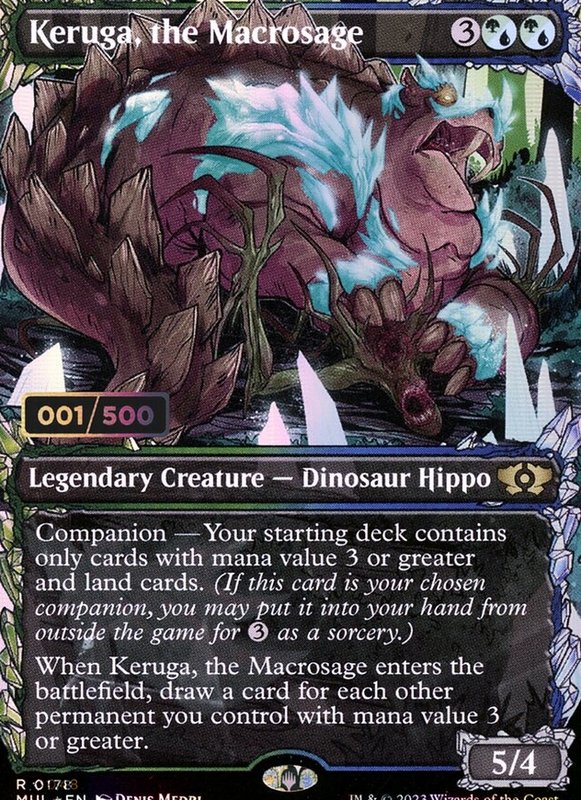 Keruga, the Macrosage 3
001/500
Legendary Creature — Dinosaur Hippo
Companion — Your starting deck contains
only cards with mana value 3 or greater
and land cards. (If this card is your chosen
companion, you may put it into your hand from
outside the game for 3 as a sorcery.)
When Keruga, the Macrosage enters the
battlefield, draw a card for each other
permanent you control with mana value 3
or greater.
5/4
R
MUL • EN DENIS MEDRI ™ & © 2023 Wizards of the Coast